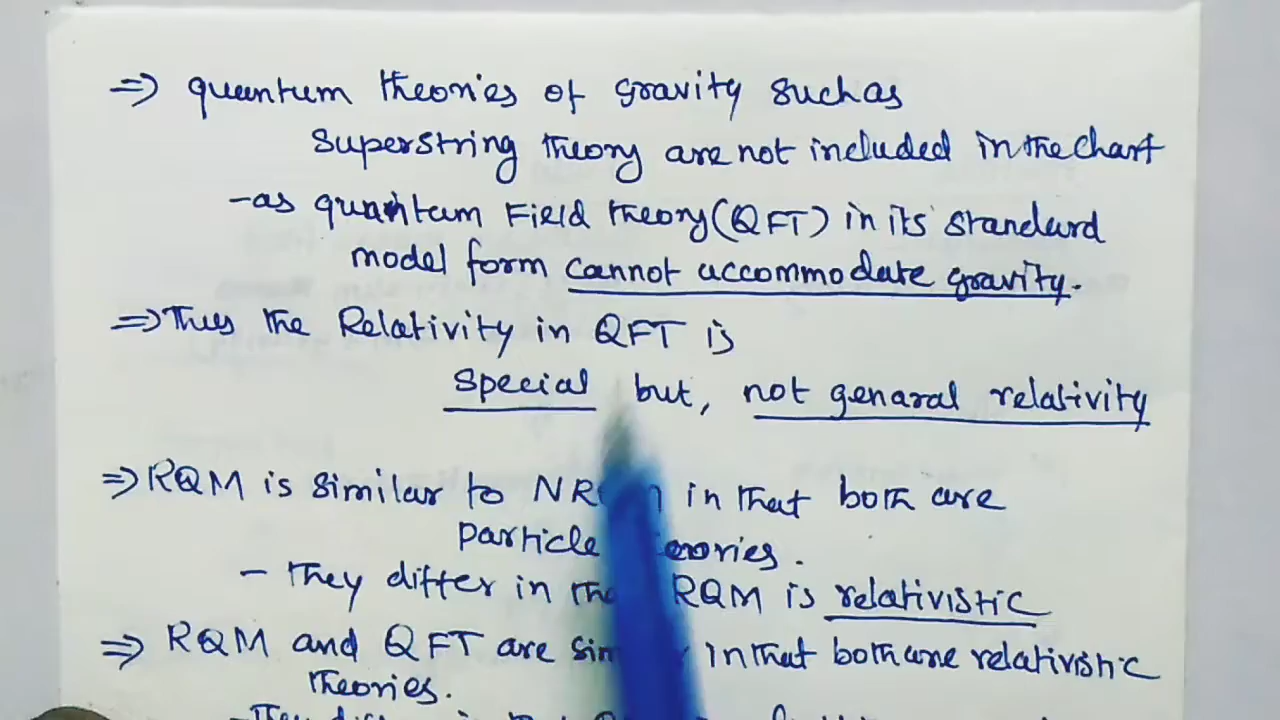 ⇒ quantum theories of gravity such as
superstring theory are not included in the chart
- as quantum Field theory (QFT) in its standard
model form cannot accommodate gravity.
⇒ Thus the Relativity in QFT is
special but, not genaral relativity
⇒ RQM is similar to in that both are
particle .
- They differ in RQM is relativistic
⇒ RQM and QFT are in that both are relativistic
theories.